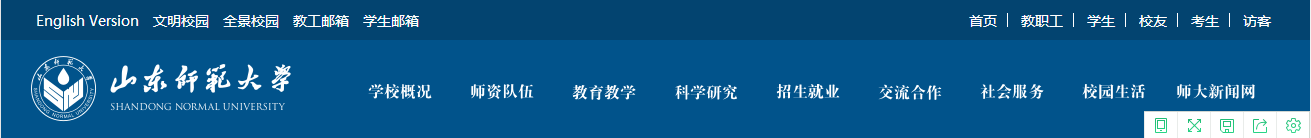 English Version 文明校园 全景校园 教工邮箱 学生邮箱 首页 | 教职工 | 学生 | 校友 | 考生 | 访客
山东师范大学
SHANDONG NORMAL UNIVERSITY
学校概况 师资队伍 教育教学 科学研究 招生就业 交流合作 社会服务 校园生活 师大新闻网